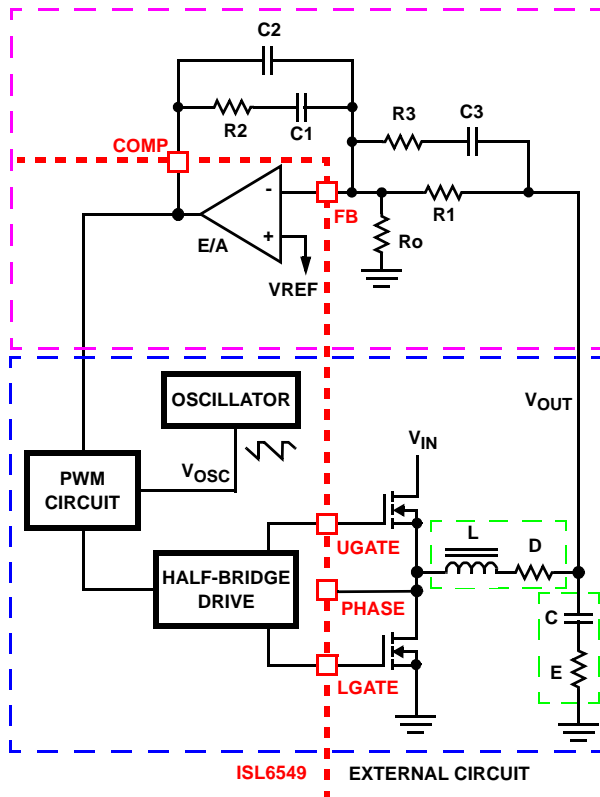 C2
R2
C1
R3
C3
COMP
-
FB
R1
E/A
+
Ro
VREF
OSCILLATOR
VOUT
VIN
PWM
CIRCUIT
VOSC
UGATE
L
D
HALF-BRIDGE
DRIVE
PHASE
C
E
LGATE
ISL6549
EXTERNAL CIRCUIT